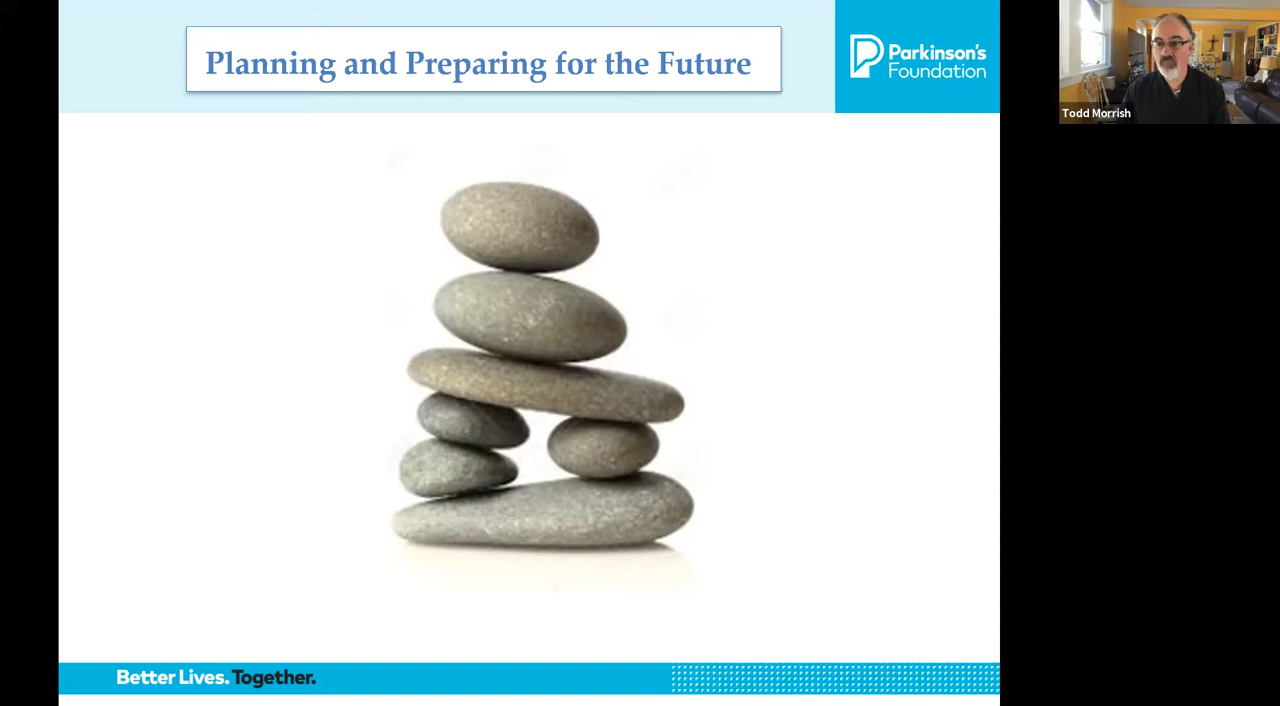 Planning and Preparing for the Future
Parkinson's
Foundation
Todd Morrish
Better Lives. Together.